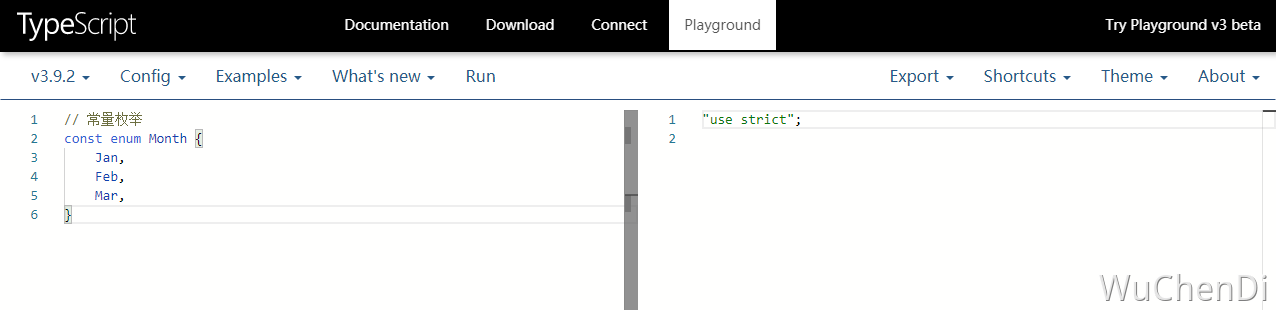 TypeScript Documentation Download Connect Playground Try Playground v3 beta
v3.9.2 Config Examples What's new Run Export Shortcuts Theme About
1 // 常量枚举
2 const enum Month {
3 Jan,
4 Feb,
5 Mar,
6 }
1 "use strict";
2
WuChenDi